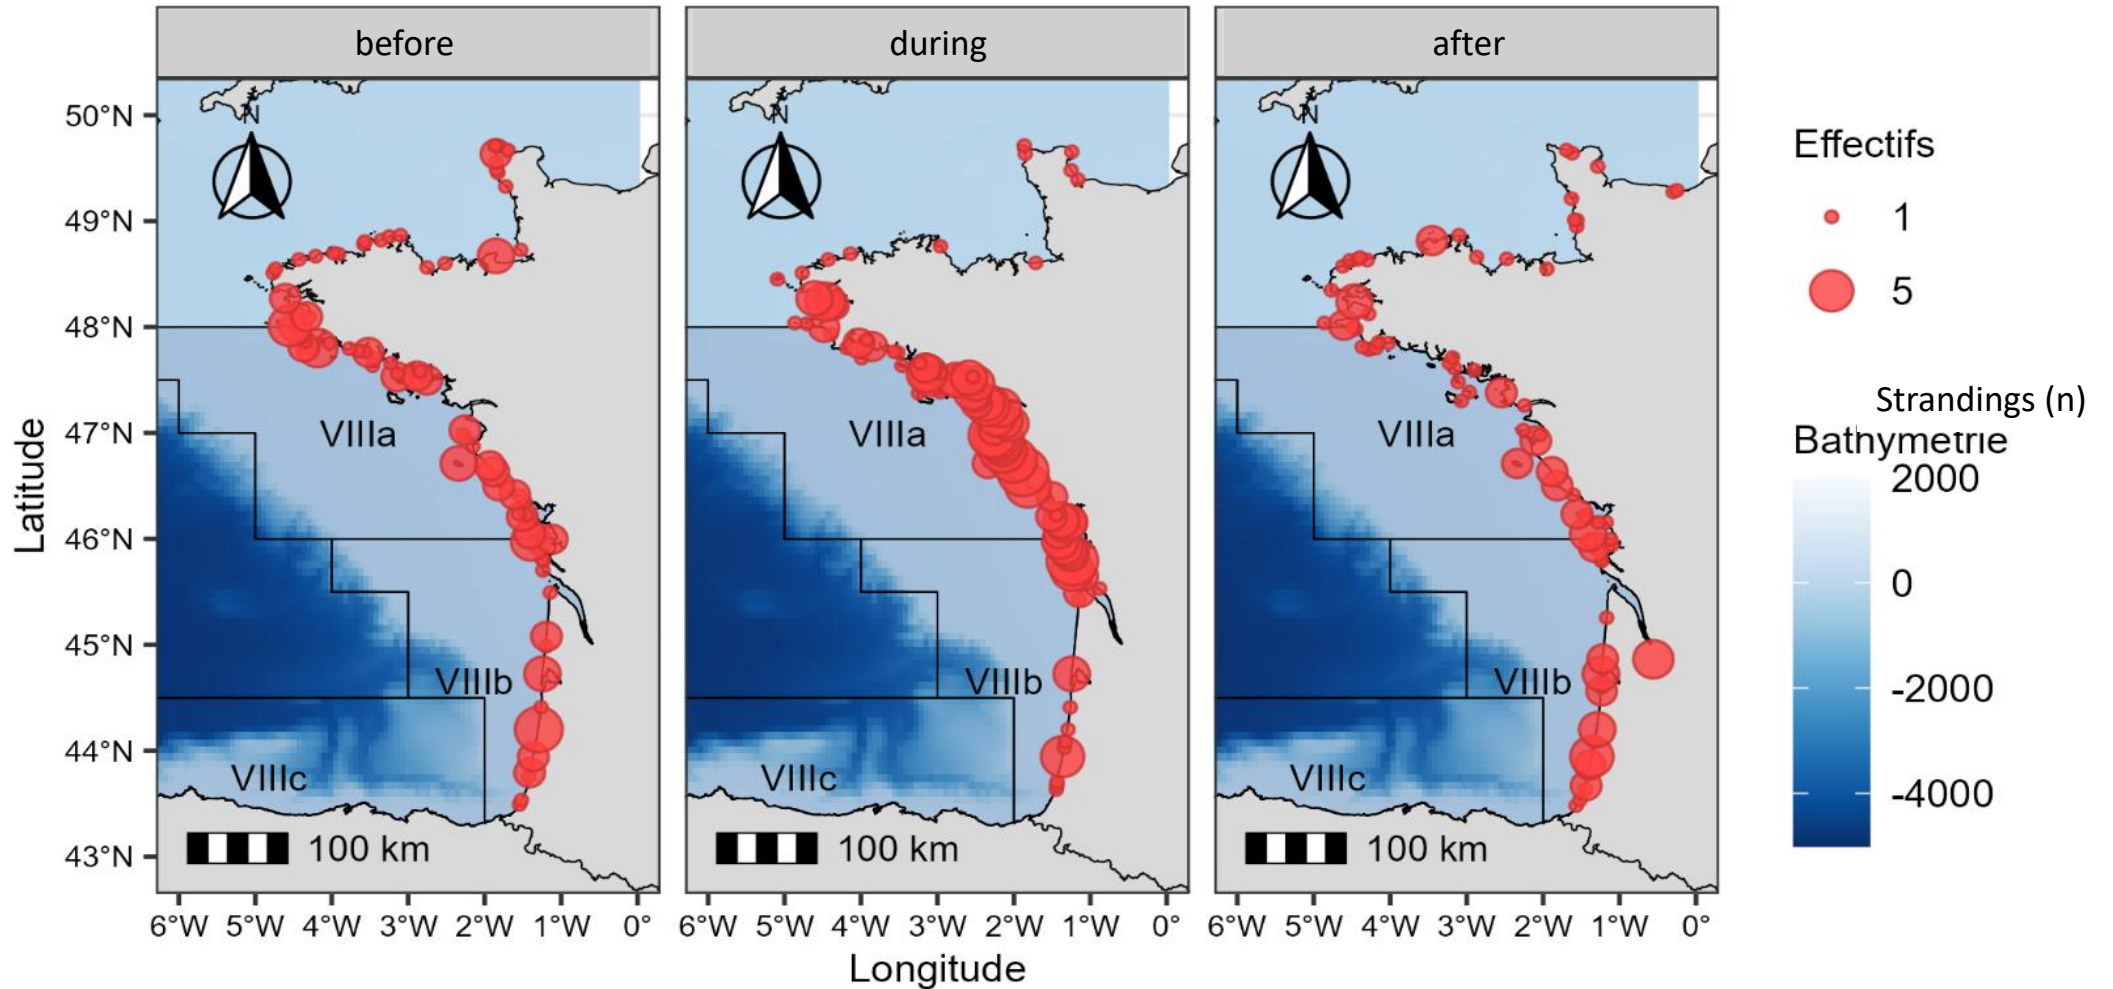 before during after
50°N
49°N
48°N
47°N
46°N
45°N
44°N
43°N
Latitude
N
VIIIa
VIIIb
VIIIc
100 km
6°W 5°W 4°W 3°W 2°W 1°W 0°
N
VIIIa
VIIIb
VIIIc
100 km
6°W 5°W 4°W 3°W 2°W 1°W 0°
N
VIIIa
VIIIb
VIIIc
100 km
6°W 5°W 4°W 3°W 2°W 1°W 0°
Longitude
Effectifs
1
5
Strandings (n)
Bathymetrie
2000
0
-2000
-4000